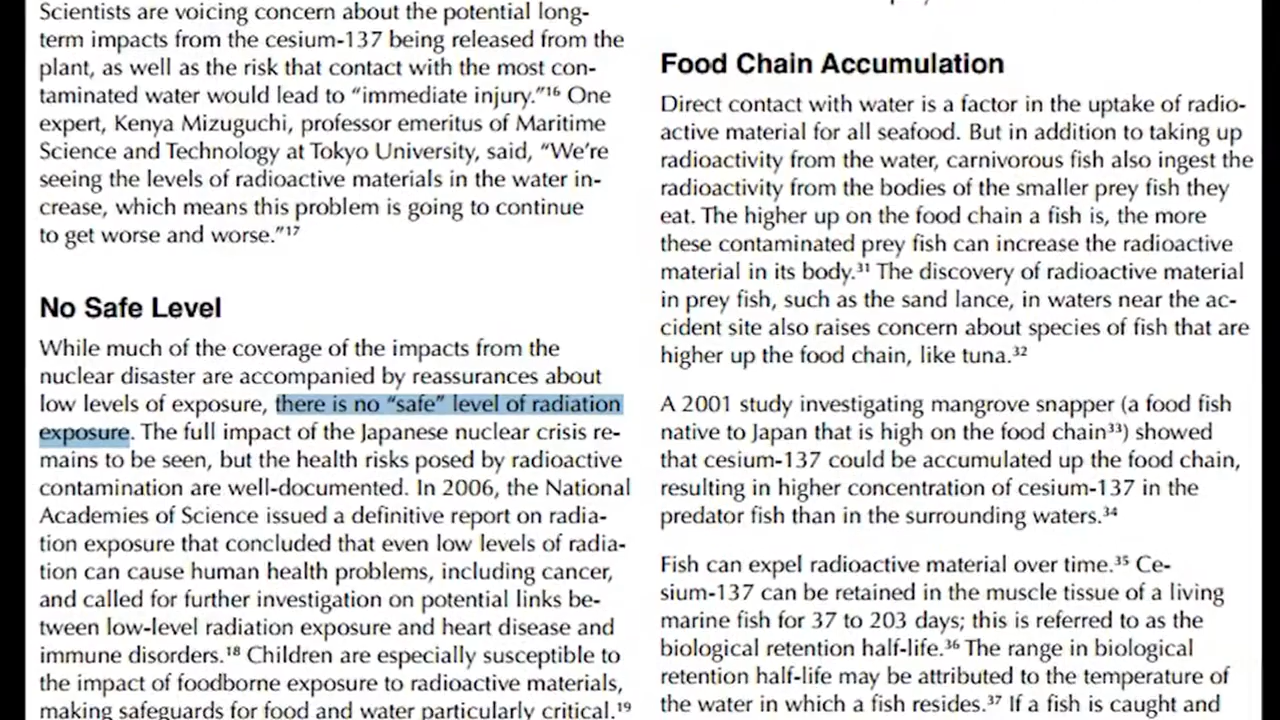 Scientists are voicing concern about the potential long-
term impacts from the cesium-137 being released from the
plant, as well as the risk that contact with the most con-
taminated water would lead to “immediate injury.”¹⁶ One
expert, Kenya Mizuguchi, professor emeritus of Maritime
Science and Technology at Tokyo University, said, “We’re
seeing the levels of radioactive materials in the water in-
crease, which means this problem is going to continue
to get worse and worse.”¹⁷
No Safe Level
While much of the coverage of the impacts from the
nuclear disaster are accompanied by reassurances about
low levels of exposure, there is no “safe” level of radiation
exposure. The full impact of the Japanese nuclear crisis re-
mains to be seen, but the health risks posed by radioactive
contamination are well-documented. In 2006, the National
Academies of Science issued a definitive report on radia-
tion exposure that concluded that even low levels of radia-
tion can cause human health problems, including cancer,
and called for further investigation on potential links be-
tween low-level radiation exposure and heart disease and
immune disorders.¹⁸ Children are especially susceptible to
the impact of foodborne exposure to radioactive materials,
making safeguards for food and water particularly critical.¹⁹
Food Chain Accumulation
Direct contact with water is a factor in the uptake of radio-
active material for all seafood. But in addition to taking up
radioactivity from the water, carnivorous fish also ingest the
radioactivity from the bodies of the smaller prey fish they
eat. The higher up on the food chain a fish is, the more
these contaminated prey fish can increase the radioactive
material in its body.³¹ The discovery of radioactive material
in prey fish, such as the sand lance, in waters near the ac-
cident site also raises concern about species of fish that are
higher up the food chain, like tuna.³²
A 2001 study investigating mangrove snapper (a food fish
native to Japan that is high on the food chain³³) showed
that cesium-137 could be accumulated up the food chain,
resulting in higher concentration of cesium-137 in the
predator fish than in the surrounding waters.³⁴
Fish can expel radioactive material over time.³⁵ Ce-
sium-137 can be retained in the muscle tissue of a living
marine fish for 37 to 203 days; this is referred to as the
biological retention half-life.³⁶ The range in biological
retention half-life may be attributed to the temperature of
the water in which a fish resides.³⁷ If a fish is caught and